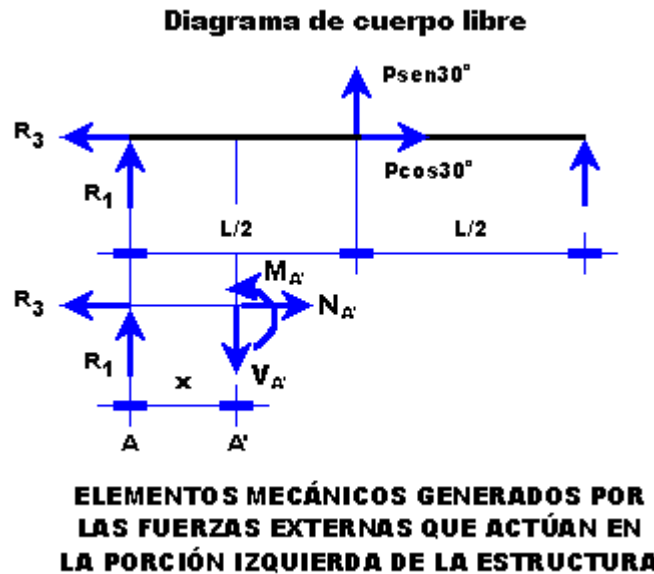 Diagrama de cuerpo libre
Psen30°
R3
Pcos30°
R1
L/2
L/2
MA'
R3
NA'
R1
x
VA'
A
A'
ELEMENTOS MECÁNICOS GENERADOS POR
LAS FUERZAS EXTERNAS QUE ACTÚAN EN
LA PORCIÓN IZQUIERDA DE LA ESTRUCTURA